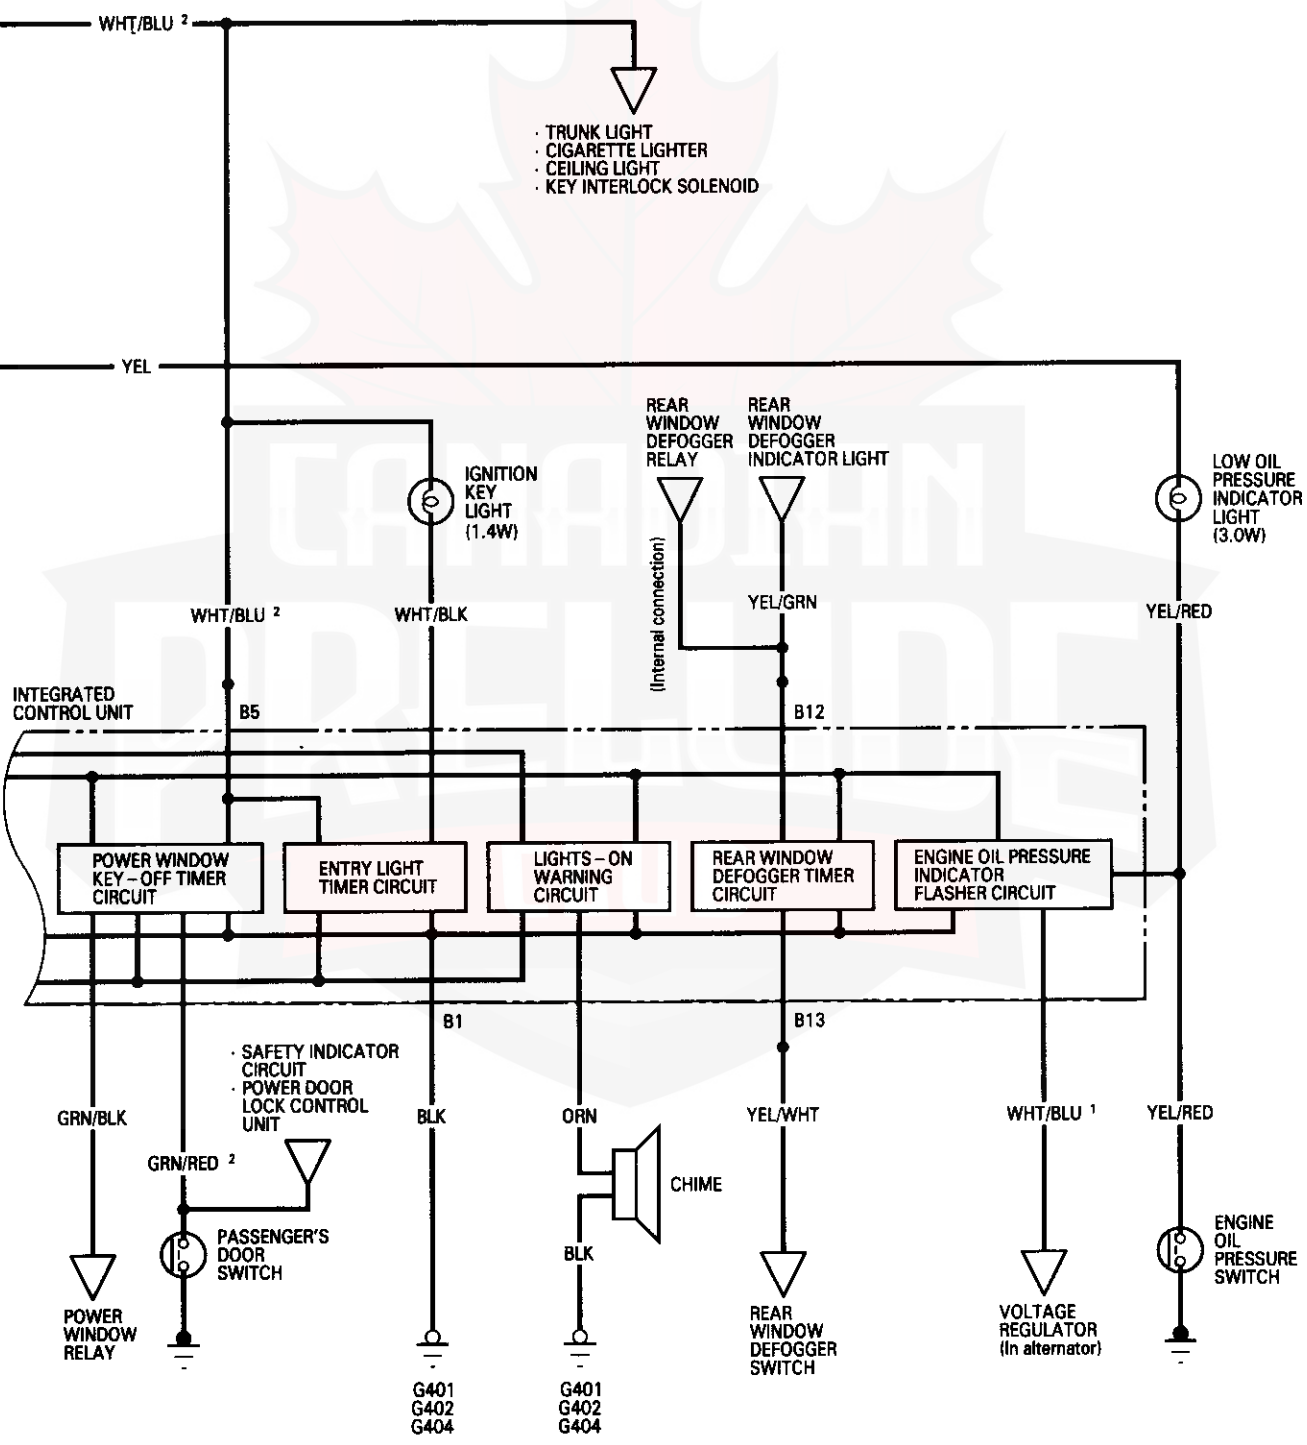 WHT/BLU 2
· TRUNK LIGHT
· CIGARETTE LIGHTER
· CEILING LIGHT
· KEY INTERLOCK SOLENOID
YEL
REAR
WINDOW
DEFOGGER
RELAY
REAR
WINDOW
DEFOGGER
INDICATOR LIGHT
IGNITION
KEY
LIGHT
(1.4W)
LOW OIL
PRESSURE
INDICATOR
LIGHT
(3.0W)
CANADIAN
PRELUDE
(Internal connection)
WHT/BLU 2
WHT/BLK
YEL/GRN
YEL/RED
INTEGRATED
CONTROL UNIT
B5
B12
POWER WINDOW
KEY – OFF TIMER
CIRCUIT
ENTRY LIGHT
TIMER CIRCUIT
LIGHTS – ON
WARNING
CIRCUIT
REAR WINDOW
DEFOGGER TIMER
CIRCUIT
ENGINE OIL PRESSURE
INDICATOR
FLASHER CIRCUIT
B1
B13
· SAFETY INDICATOR
CIRCUIT
· POWER DOOR
LOCK CONTROL
UNIT
GRN/BLK
GRN/RED 2
BLK
ORN
YEL/WHT
WHT/BLU 1
YEL/RED
CHIME
BLK
PASSENGER'S
DOOR
SWITCH
ENGINE
OIL
PRESSURE
SWITCH
POWER
WINDOW
RELAY
REAR
WINDOW
DEFOGGER
SWITCH
VOLTAGE
REGULATOR
(In alternator)
G401
G402
G404
G401
G402
G404